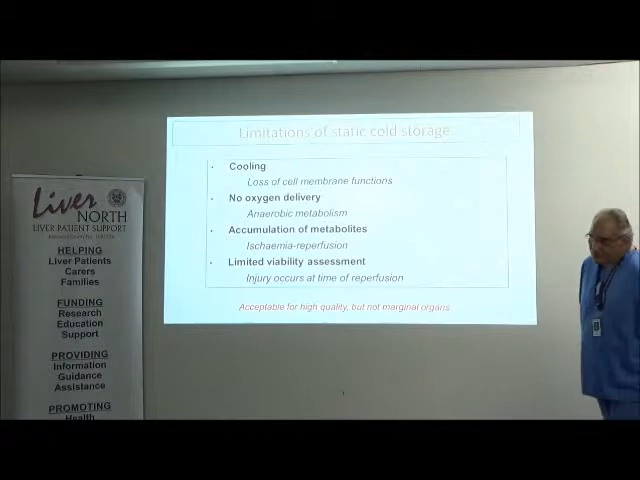 Limitations of static cold storage
• Cooling
Loss of cell membrane functions
• No oxygen delivery
Anaerobic metabolism
• Accumulation of metabolites
Ischaemia-reperfusion
• Limited viability assessment
Injury occurs at time of reperfusion
Acceptable for high quality, but not marginal organs
Liver
NORTH
LIVER PATIENT SUPPORT
HELPING
Liver Patients
Carers
Families
FUNDING
Research
Education
Support
PROVIDING
Information
Guidance
Assistance
PROMOTING
Health